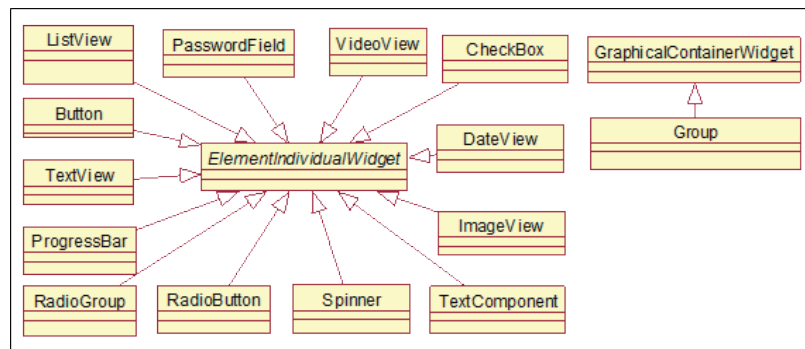 ListView
PasswordField
VideoView
CheckBox
GraphicalContainerWidget
Button
Group
ElementIndividualWidget
DateView
TextView
ProgressBar
ImageView
RadioGroup
RadioButton
Spinner
TextComponent